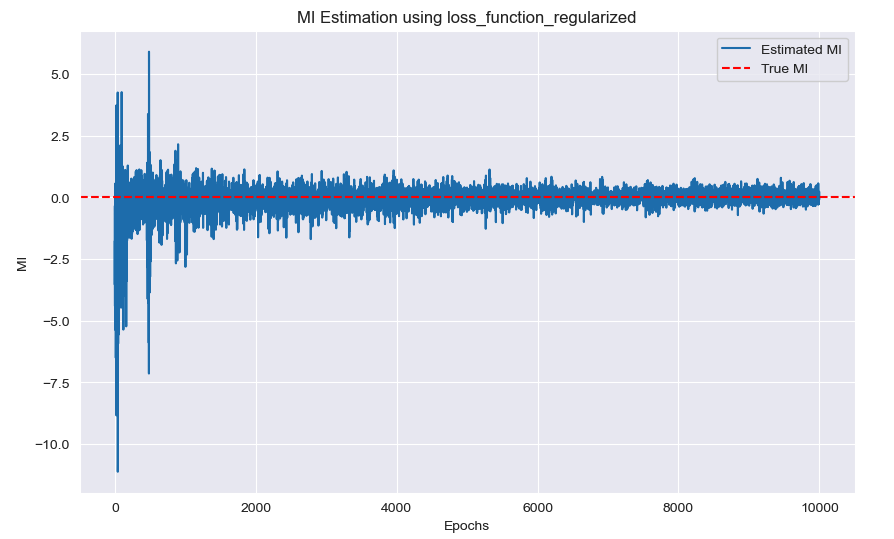 MI Estimation using loss_function_regularized
Estimated MI
True MI
5.0
2.5
0.0
−2.5
−5.0
−7.5
−10.0
MI
0
2000
4000
6000
8000
10000
Epochs